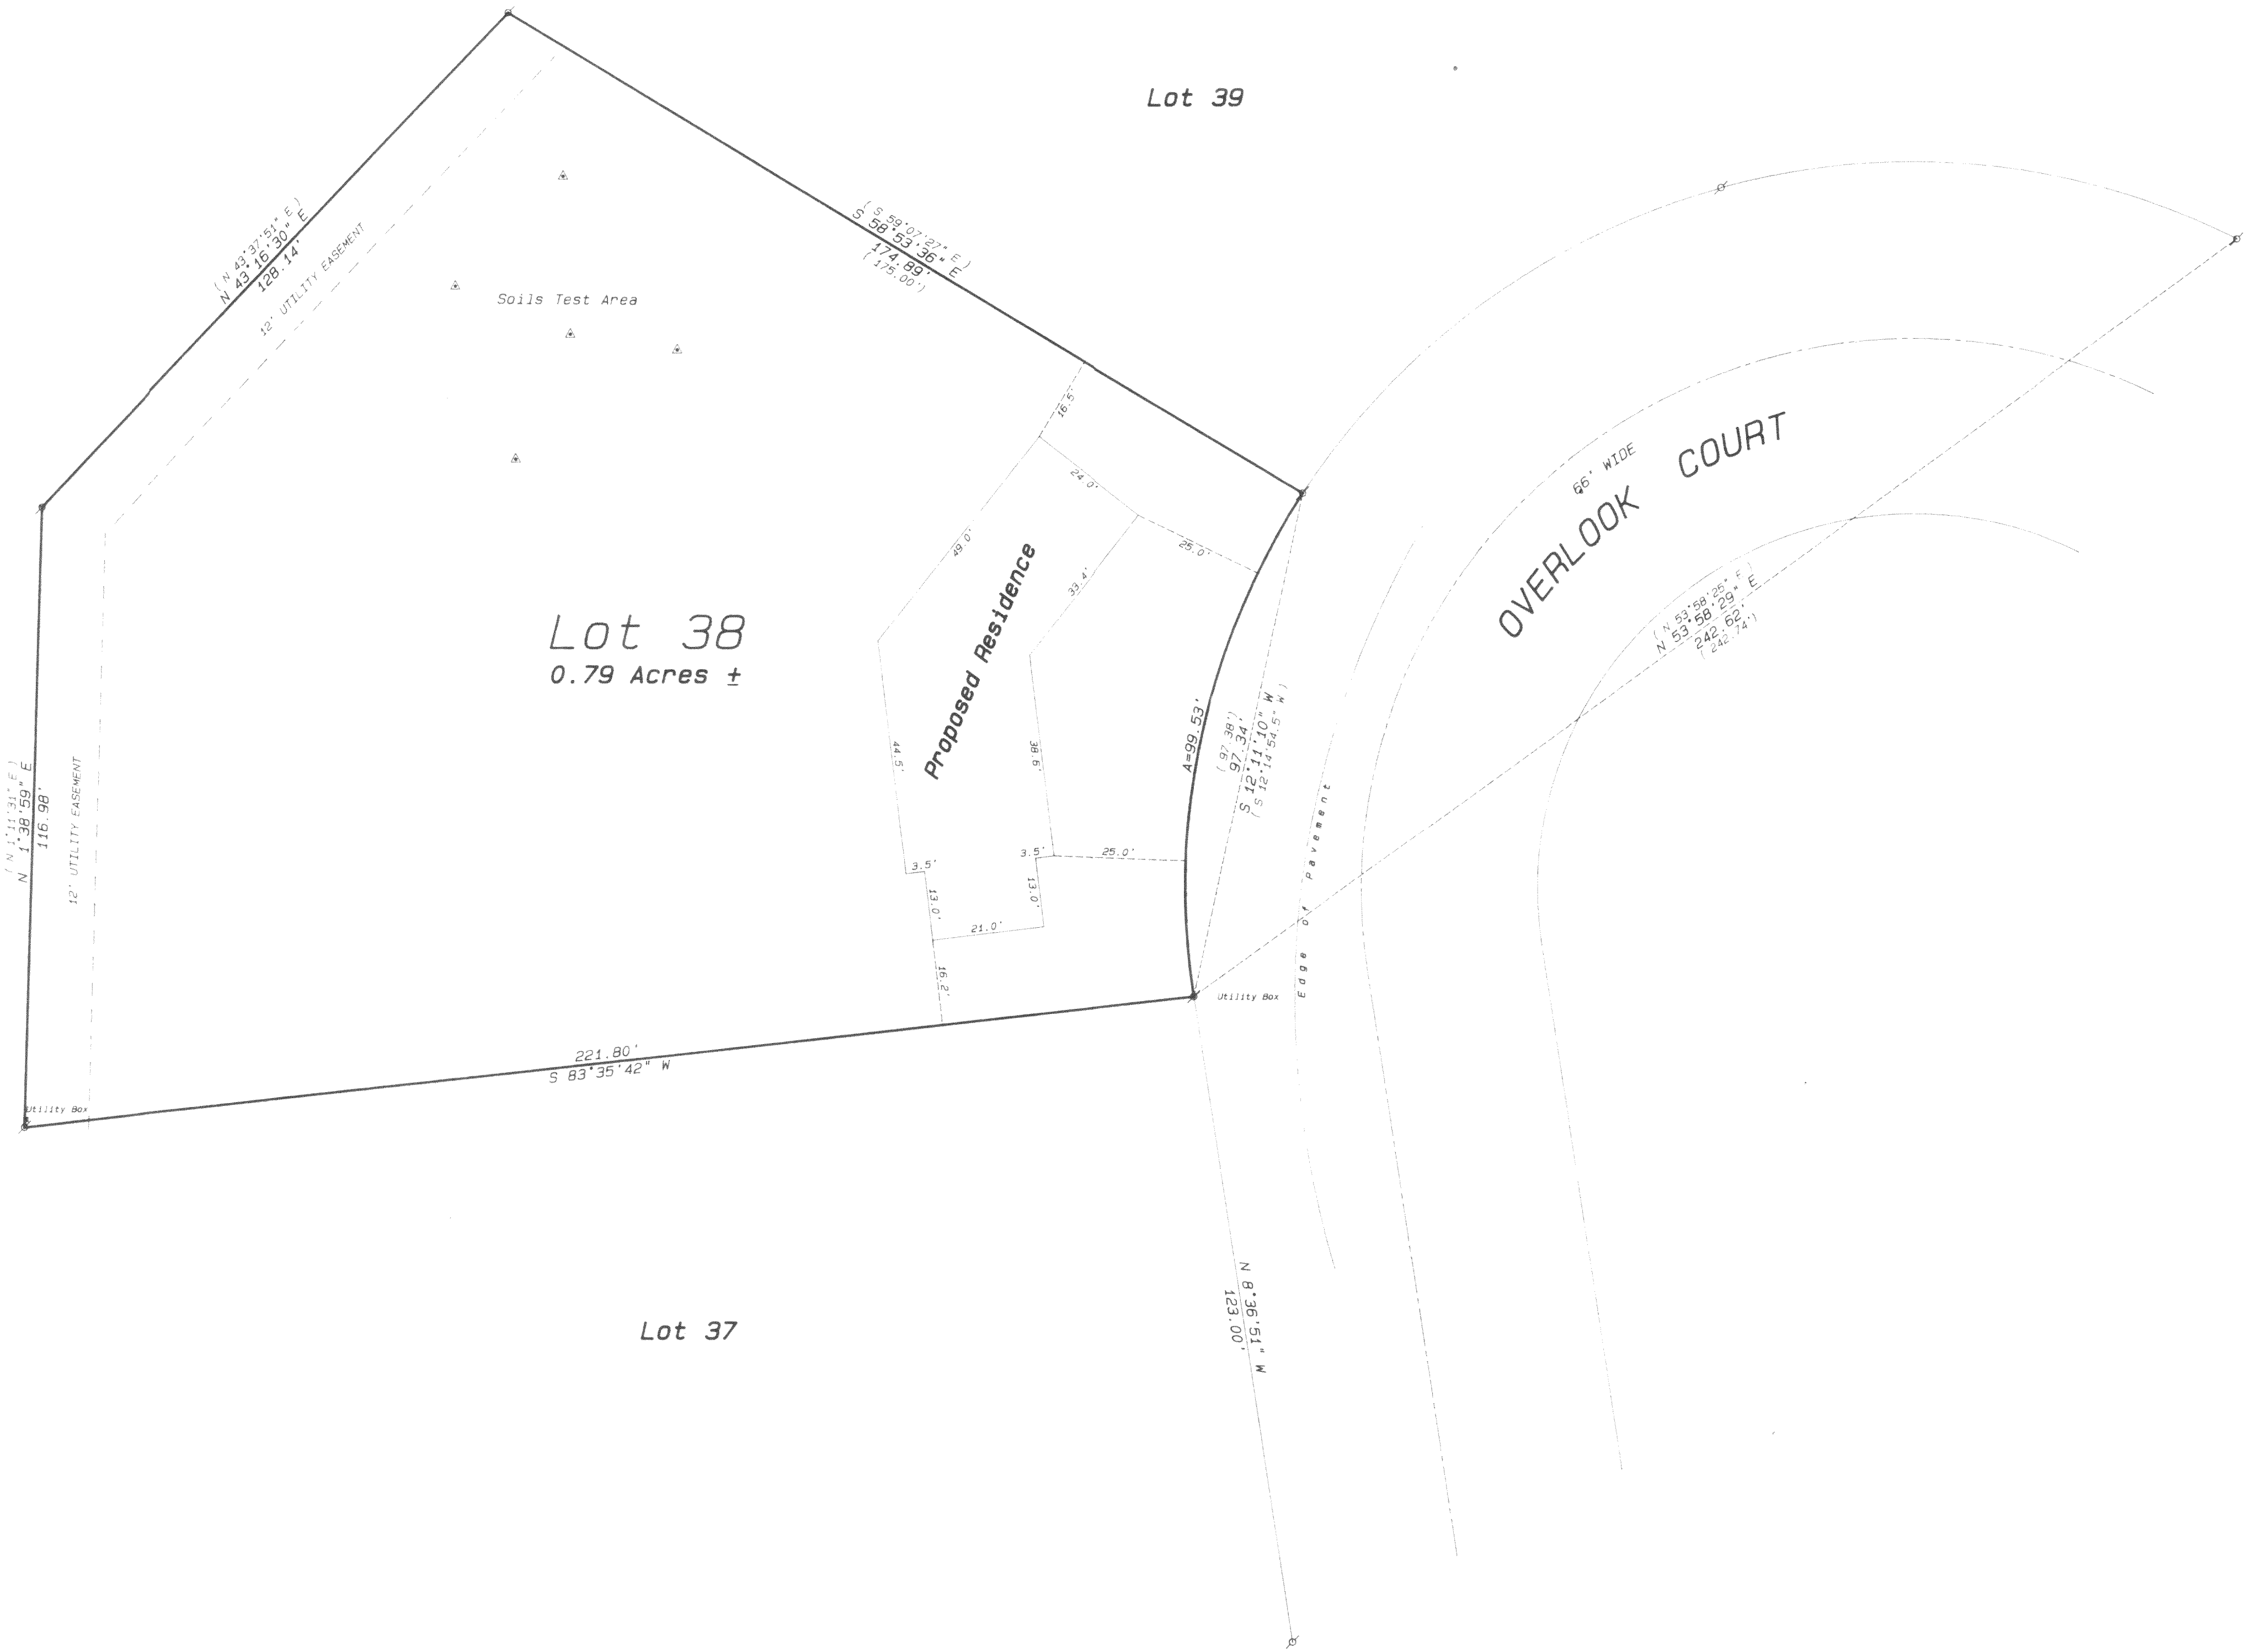 Lot 39
( N 43°37'51" E )
N 43°16'30" E
128.14'
12' UTILITY EASEMENT
( S 59°07'27" E )
S 58°53'36" E
174.89'
( 175.00' )
Soils Test Area
16.5'
24.0'
25.0'
49.0'
33.4'
66' WIDE
OVERLOOK COURT
( N 53°58'25" E )
N 53°58'29" E
242.62'
( 242.74' )
Lot 38
0.79 Acres ±
Proposed Residence
44.5'
38.6'
A=99.53'
( 97.38' )
97.34'
S 12°11'10" W
( S 12°14'54.5" W )
Edge of Pavement
( N 1°11'31" E )
N 1°38'59" E
116.98'
12' UTILITY EASEMENT
3.5'
3.5'
25.0'
13.0'
13.0'
21.0'
16.2'
Utility Box
221.80'
S 83°35'42" W
Utility Box
N 8°36'51" W
123.00'
Lot 37